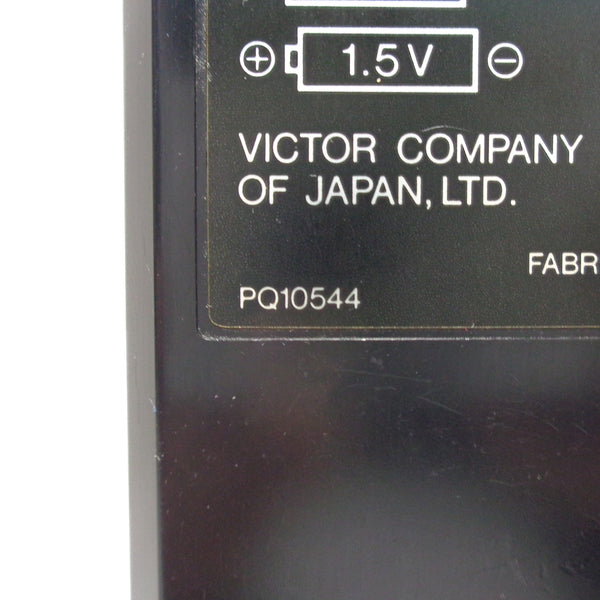 ⊕ 1.5V ⊖
VICTOR COMPANY
OF JAPAN, LTD.
FABR
PQ10544